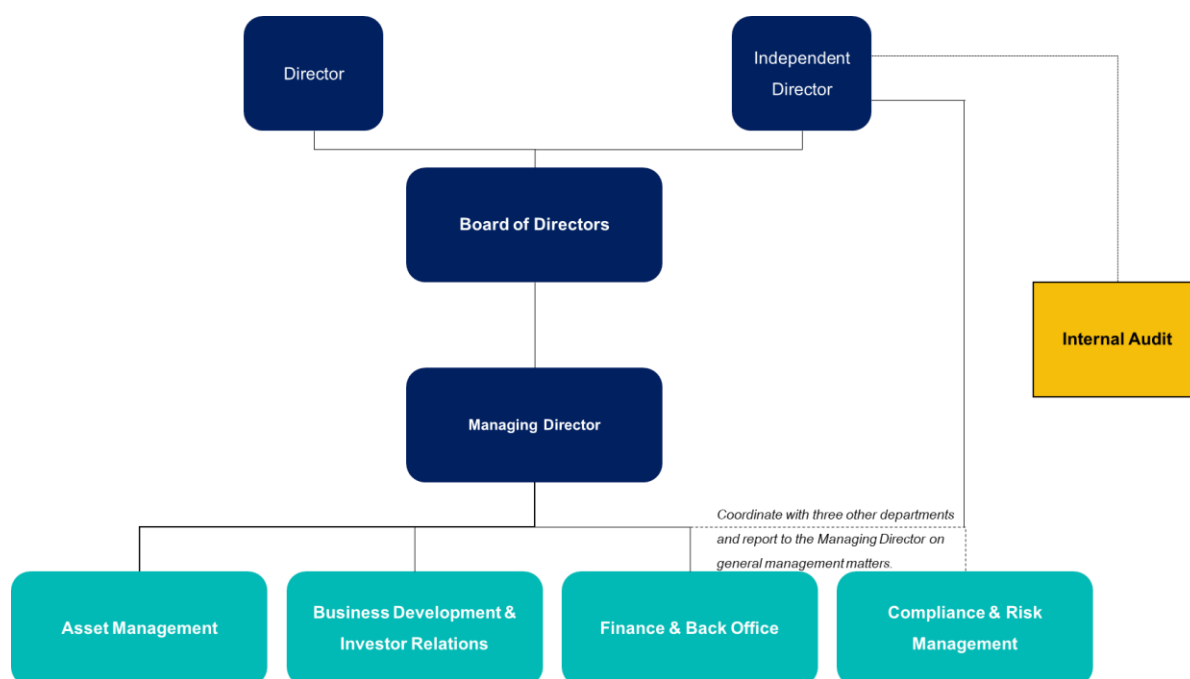 Director
Independent
Director
Board of Directors
Internal Audit
Managing Director
Coordinate with three other departments
and report to the Managing Director on
general management matters.
Asset Management
Business Development &
Investor Relations
Finance & Back Office
Compliance & Risk
Management